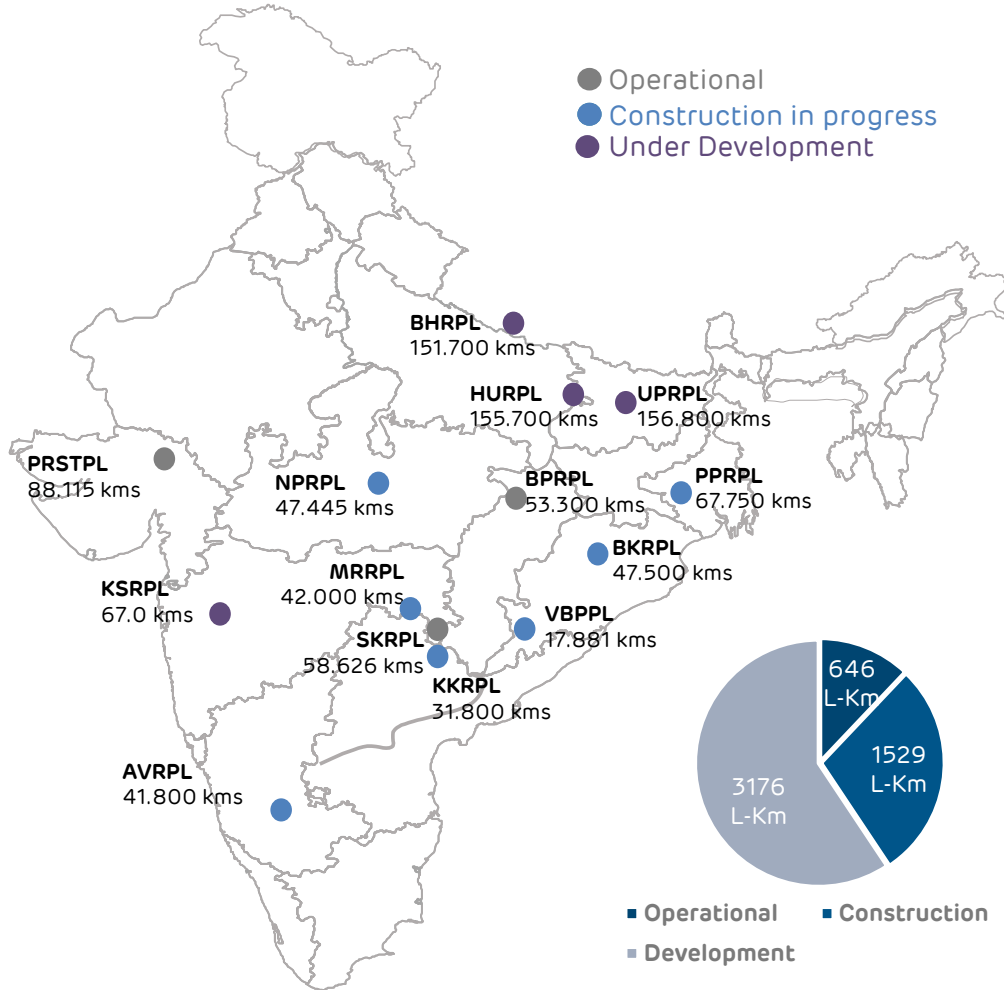 Operational
Construction in progress
Under Development
BHRPL
151.700 kms
HURPL
155.700 kms
UPRPL
156.800 kms
PRSTPL
88.115 kms
NPRPL
47.445 kms
BPRPL
53.300 kms
PPRPL
67.750 kms
BKRPL
47.500 kms
MRRPL
42.000 kms
KSRPL
67.0 kms
VBPPL
17.881 kms
SKRPL
58.626 kms
KKRPL
31.800 kms
AVRPL
41.800 kms
646
L-Km
1529
L-Km
3176
L-Km
Operational
Construction
Development